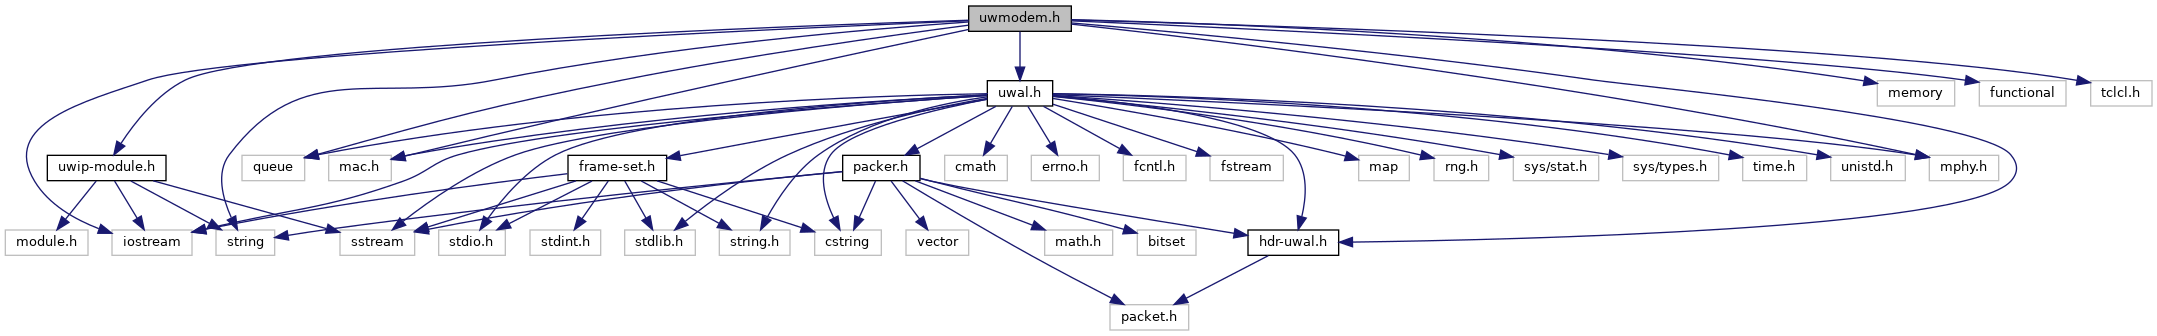 uwmodem.h
uwal.h
memory
functional
tclcl.h
uwip-module.h
queue
mac.h
frame-set.h
packer.h
cmath
errno.h
fcntl.h
fstream
map
rng.h
sys/stat.h
sys/types.h
time.h
unistd.h
mphy.h
module.h
iostream
string
sstream
stdio.h
stdint.h
stdlib.h
string.h
cstring
vector
math.h
bitset
hdr-uwal.h
packet.h